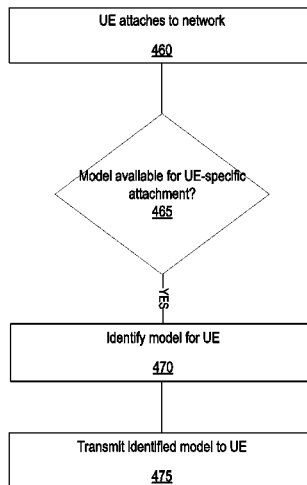 UE attaches to network
460
Model available for UE-specific
attachment?
465
YES
Identify model for UE
470
Transmit identified model to UE
475